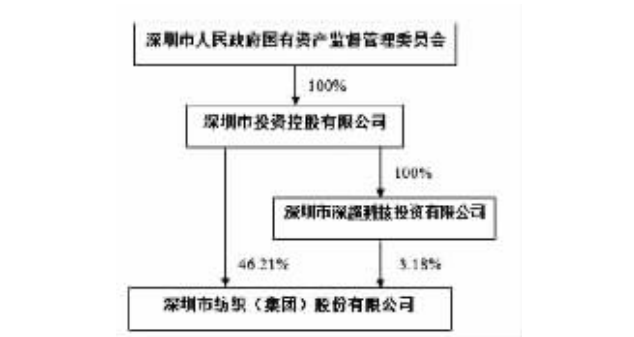 深圳市人民政府国有资产监督管理委员会
100%
深圳市投资控股有限公司
100%
深圳市深超科技投资有限公司
46.21%
3.18%
深圳市纺织（集团）股份有限公司